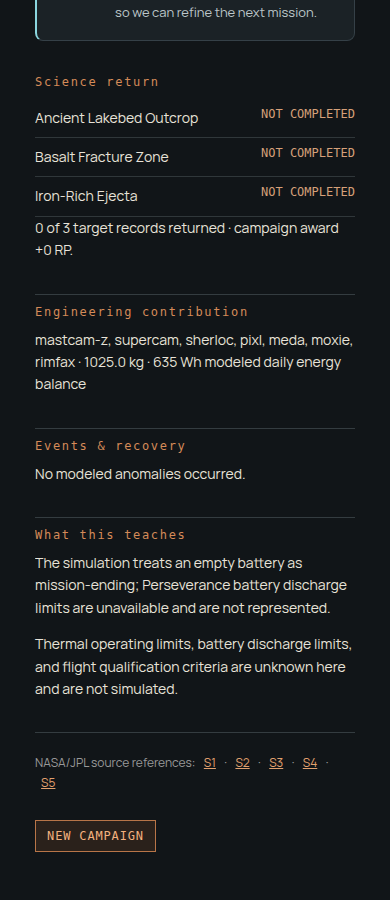 so we can refine the next mission.
Science return
Ancient Lakebed Outcrop NOT COMPLETED
Basalt Fracture Zone NOT COMPLETED
Iron-Rich Ejecta NOT COMPLETED
0 of 3 target records returned · campaign award
+0 RP.
Engineering contribution
mastcam-z, supercam, sherloc, pixl, meda, moxie,
rimfax · 1025.0 kg · 635 Wh modeled daily energy
balance
Events & recovery
No modeled anomalies occurred.
What this teaches
The simulation treats an empty battery as
mission-ending; Perseverance battery discharge
limits are unavailable and are not represented.
Thermal operating limits, battery discharge limits,
and flight qualification criteria are unknown here
and are not simulated.
NASA/JPL source references: S1 · S2 · S3 · S4 ·
S5
NEW CAMPAIGN